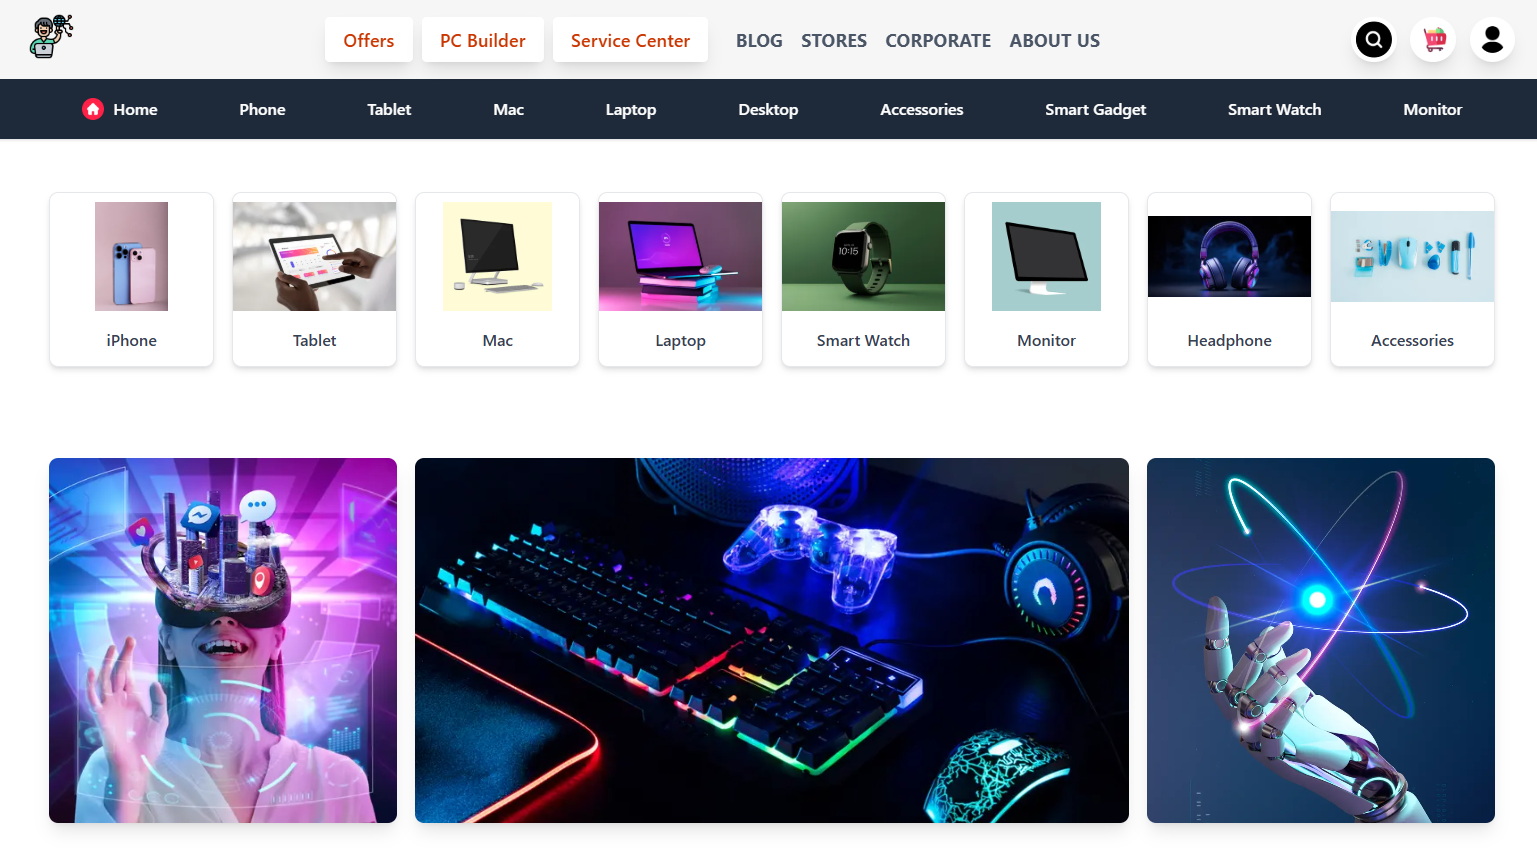 Offers PC Builder Service Center BLOG STORES CORPORATE ABOUT US
Home Phone Tablet Mac Laptop Desktop Accessories Smart Gadget Smart Watch Monitor
10:15
iPhone Tablet Mac Laptop Smart Watch Monitor Headphone Accessories